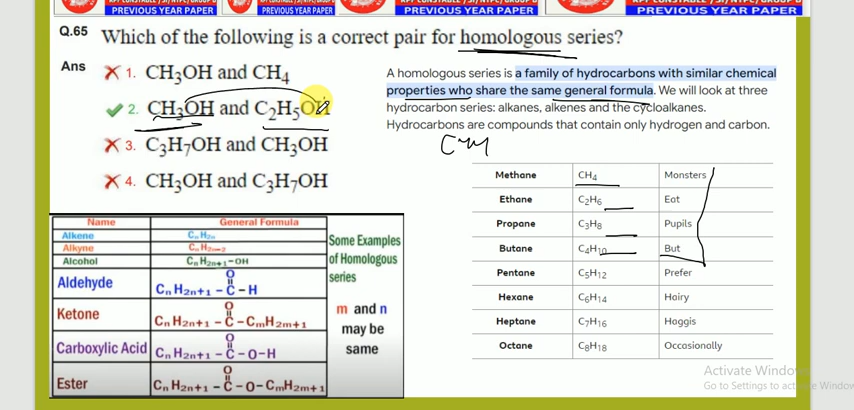 PREVIOUS YEAR PAPER
PREVIOUS YEAR PAPER
PREVIOUS YEAR PAPER
PREVIOUS YEAR PAPER
Q.65 Which of the following is a correct pair for homologous series?
Ans
1. CH₃OH and CH₄
2. CH₃OH and C₂H₅OH
3. C₃H₇OH and CH₃OH
4. CH₃OH and C₃H₇OH
A homologous series is a family of hydrocarbons with similar chemical
properties who share the same general formula. We will look at three
hydrocarbon series: alkanes, alkenes and the cycloalkanes.
Hydrocarbons are compounds that contain only hydrogen and carbon.
Methane CH₄ Monsters
Ethane C₂H₆ Eat
Propane C₃H₈ Pupils
Butane C₄H₁₀ But
Pentane C₅H₁₂ Prefer
Hexane C₆H₁₄ Hairy
Heptane C₇H₁₆ Haggis
Octane C₈H₁₈ Occasionally
Name General Formula
Alkene CₙH₂ₙ
Alkyne CₙH₂ₙ₋₂
Alcohol CₙH₂ₙ₊₁-OH
Aldehyde CₙH₂ₙ₊₁ - C - H
O
Ketone CₙH₂ₙ₊₁ - C - CₘH₂ₘ₊₁
O
Carboxylic Acid CₙH₂ₙ₊₁ - C - O - H
O
Ester CₙH₂ₙ₊₁ - C - O - CₘH₂ₘ₊₁
O
Some Examples
of Homologous
series
m and n
may be
same
Activate Window
Go to Settings to activate Window